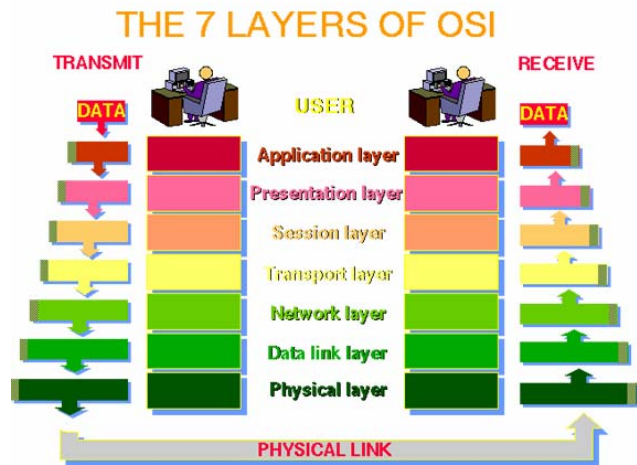 THE 7 LAYERS OF OSI
TRANSMIT
RECEIVE
USER
DATA
DATA
Application layer
Presentation layer
Session layer
Transport layer
Network layer
Data link layer
Physical layer
PHYSICAL LINK